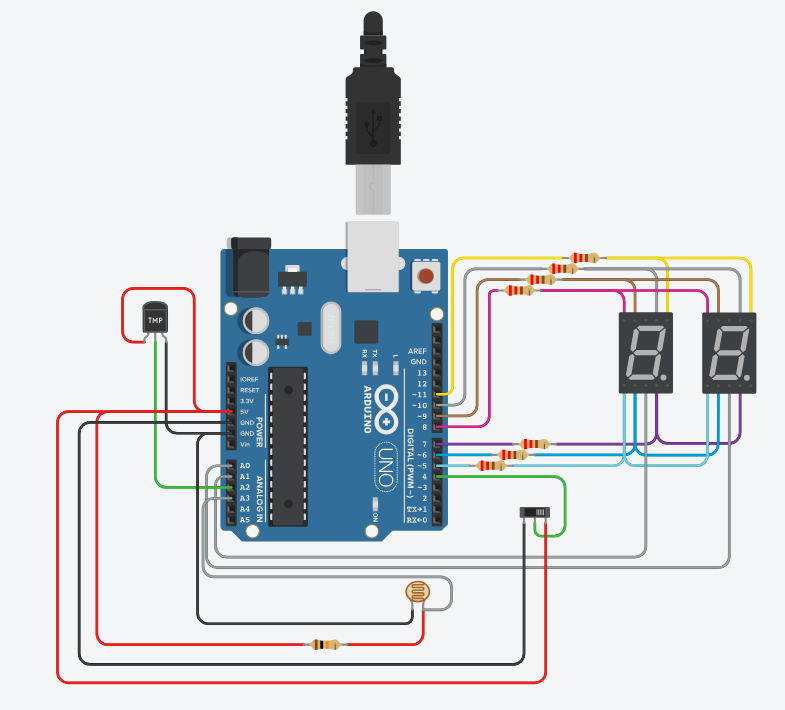 TMP
RX
TX
L
AREF
GND
13
12
~11
~10
~9
8
IOREF
RESET
3.3V
5V
GND
GND
Vin
POWER
ARDUINO
7
~6
~5
4
~3
2
TX→1
RX←0
DIGITAL (PWM~)
UNO
A0
A1
A2
A3
A4
A5
ANALOG IN
ON